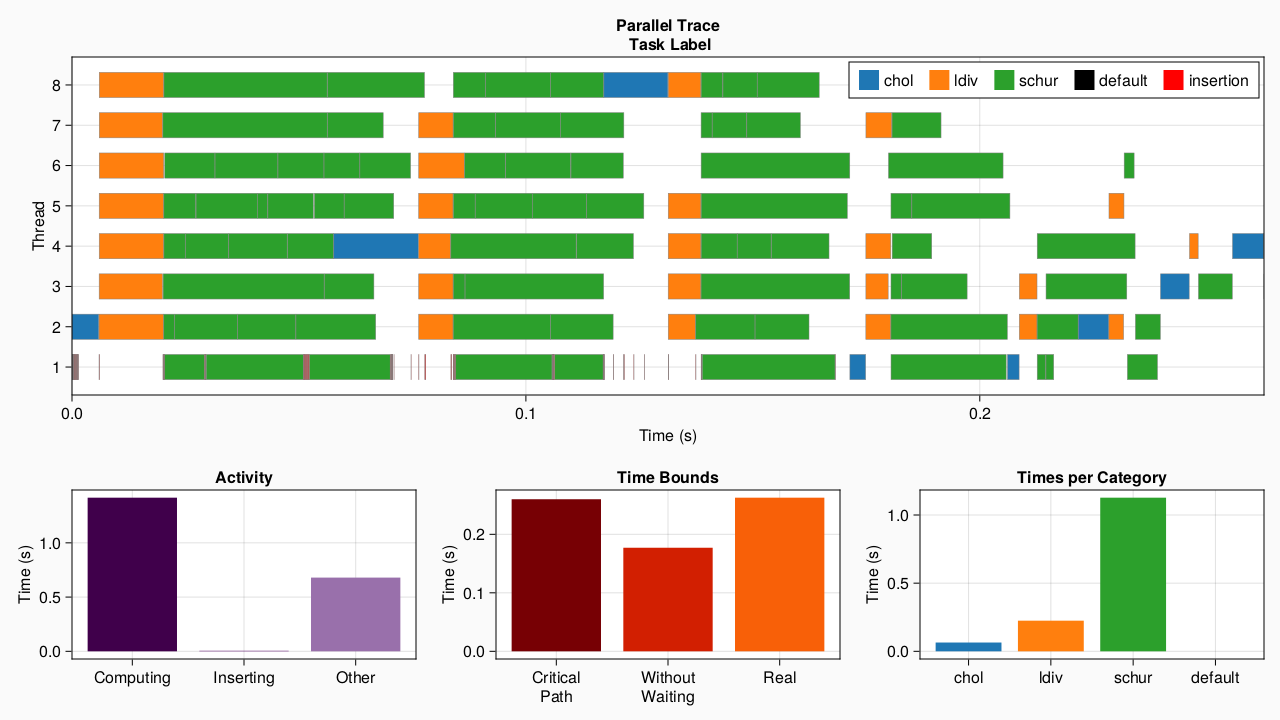 Parallel Trace
Task Label
chol ldiv schur default insertion
Thread
8
7
6
5
4
3
2
1
0.0 0.1 0.2
Time (s)
Activity
Time (s)
1.0
0.5
0.0
Computing Inserting Other
Time Bounds
Time (s)
0.2
0.1
0.0
Critical Path Without Waiting Real
Times per Category
Time (s)
1.0
0.5
0.0
chol ldiv schur default